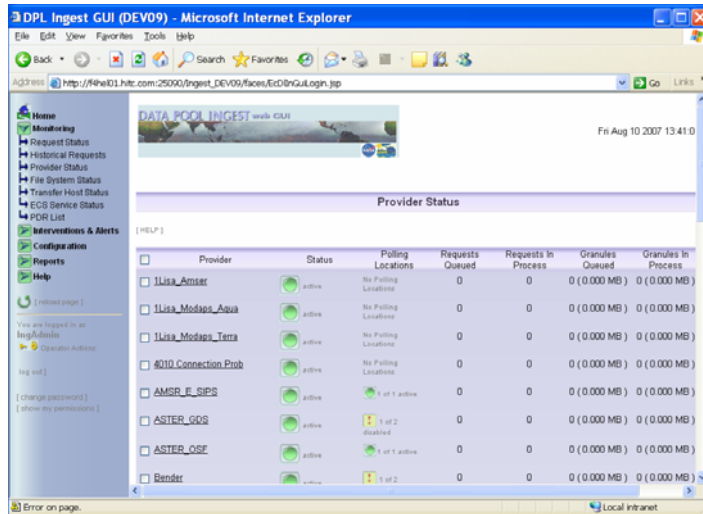 DPL Ingest GUI (DEV09) - Microsoft Internet Explorer
File Edit View Favorites Tools Help
Back Search Favorites
Address http://f4hel01.hitc.com:25090/Ingest_DEV09/faces/EcDlInGuiLogin.jsp Go Links
Home
Monitoring
Request Status
Historical Requests
Provider Status
File System Status
Transfer Host Status
ECS Service Status
PDR List
Interventions & Alerts
Configuration
Reports
Help
[ reload page ]
You are logged in as:
IngAdmin
Operator Actions:
log out ]
[ change password ]
[ show my permissions ]
DATA POOL INGEST web GUI
Fri Aug 10 2007 13:41:0
Provider Status
[ HELP ]
Provider Status Polling Locations Requests Queued Requests In Process Granules Queued Granules In Process
1Lisa_Amser active No Polling Locations 0 0 0 ( 0.000 MB ) 0 ( 0.000 MB )
1Lisa_Modaps_Aqua active No Polling Locations 0 0 0 ( 0.000 MB ) 0 ( 0.000 MB )
1Lisa_Modaps_Terra active No Polling Locations 0 0 0 ( 0.000 MB ) 0 ( 0.000 MB )
4010 Connection Prob active No Polling Locations 0 0 0 ( 0.000 MB ) 0 ( 0.000 MB )
AMSR_E_SIPS active 1 of 1 active 0 0 0 ( 0.000 MB ) 0 ( 0.000 MB )
ASTER_GDS active 1 of 2 disabled 0 0 0 ( 0.000 MB ) 0 ( 0.000 MB )
ASTER_OSF active 1 of 1 active 0 0 0 ( 0.000 MB ) 0 ( 0.000 MB )
Bender active 1 of 2 0 0 0 ( 0.000 MB ) 0 ( 0.000 MB )
Error on page. Local intranet